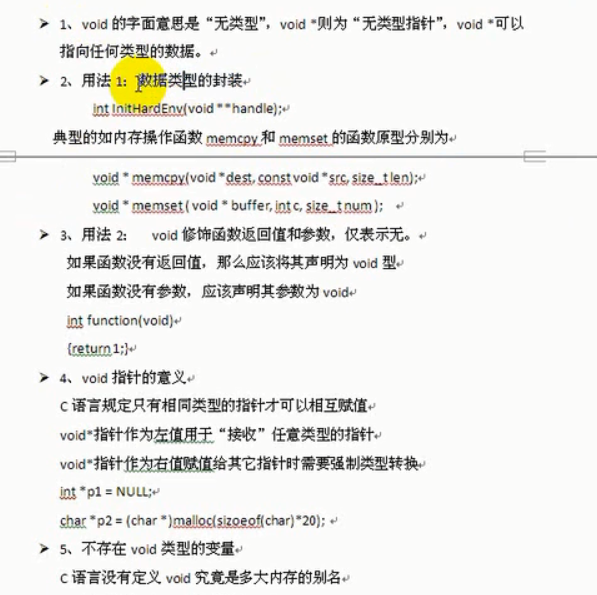 ➤ 1、void 的字面意思是“无类型”，void *则为“无类型指针”，void *可以
指向任何类型的数据。
➤ 2、用法 1：数据类型的封装
int InitHardEnv(void **handle);
典型的如内存操作函数 memcpy 和 memset 的函数原型分别为
void * memcpy(void *dest, const void *src, size_t len);
void * memset ( void * buffer, int c, size_t num );
➤ 3、用法 2： void 修饰函数返回值和参数，仅表示无。
如果函数没有返回值，那么应该将其声明为 void 型
如果函数没有参数，应该声明其参数为 void
int function(void)
{return 1;}
➤ 4、void 指针的意义
C 语言规定只有相同类型的指针才可以相互赋值
void*指针作为左值用于“接收”任意类型的指针
void*指针作为右值赋值给其它指针时需要强制类型转换
int *p1 = NULL;
char *p2 = (char *)malloc(sizoeof(char)*20);
➤ 5、不存在 void 类型的变量
C 语言没有定义 void 究竟是多大内存的别名